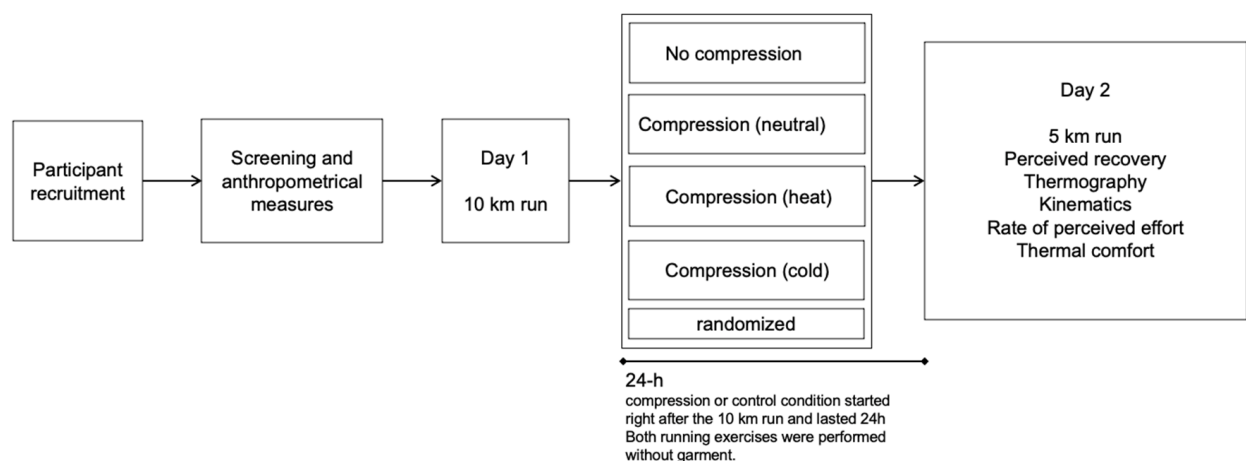 Participant
recruitment
Screening and
anthropometrical
measures
Day 1
10 km run
No compression
Compression (neutral)
Compression (heat)
Compression (cold)
randomized
24-h
compression or control condition started
right after the 10 km run and lasted 24h
Both running exercises were performed
without garment.
Day 2
5 km run
Perceived recovery
Thermography
Kinematics
Rate of perceived effort
Thermal comfort